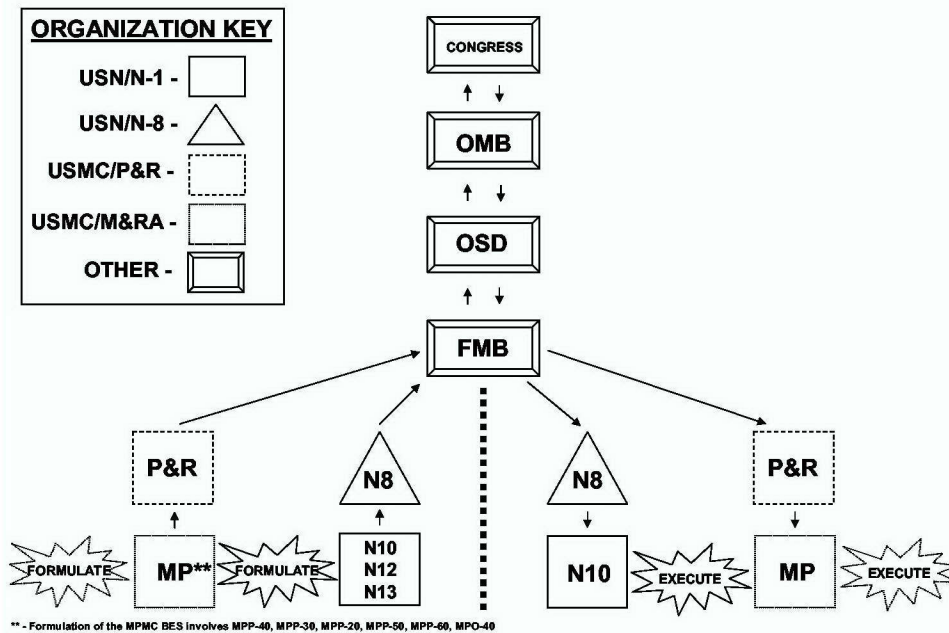 ORGANIZATION KEY
USN/N-1 -
USN/N-8 -
USMC/P&R -
USMC/M&RA -
OTHER -
CONGRESS
OMB
OSD
FMB
P&R
N8
N8
P&R
FORMULATE
MP**
FORMULATE
N10
N12
N13
N10
EXECUTE
MP
EXECUTE
** - Formulation of the MPMC BES involves MPP-40, MPP-30, MPP-20, MPP-50, MPP-60, MPO-40